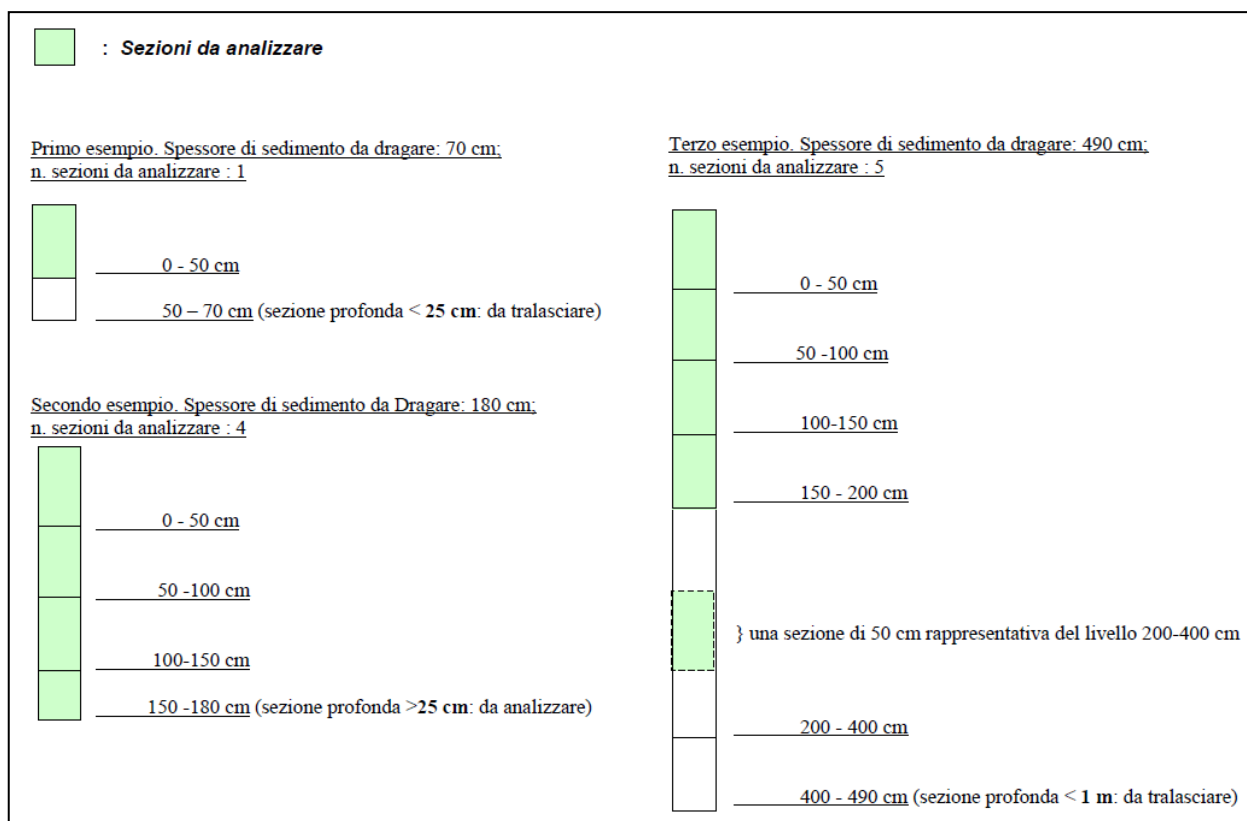 : Sezioni da analizzare
Primo esempio. Spessore di sedimento da dragare: 70 cm;
n. sezioni da analizzare : 1
0 - 50 cm
50 – 70 cm (sezione profonda < 25 cm: da tralasciare)
Secondo esempio. Spessore di sedimento da Dragare: 180 cm;
n. sezioni da analizzare : 4
0 - 50 cm
50 -100 cm
100-150 cm
150 -180 cm (sezione profonda >25 cm: da analizzare)
Terzo esempio. Spessore di sedimento da dragare: 490 cm;
n. sezioni da analizzare : 5
0 - 50 cm
50 -100 cm
100-150 cm
150 - 200 cm
} una sezione di 50 cm rappresentativa del livello 200-400 cm
200 - 400 cm
400 - 490 cm (sezione profonda < 1 m: da tralasciare)